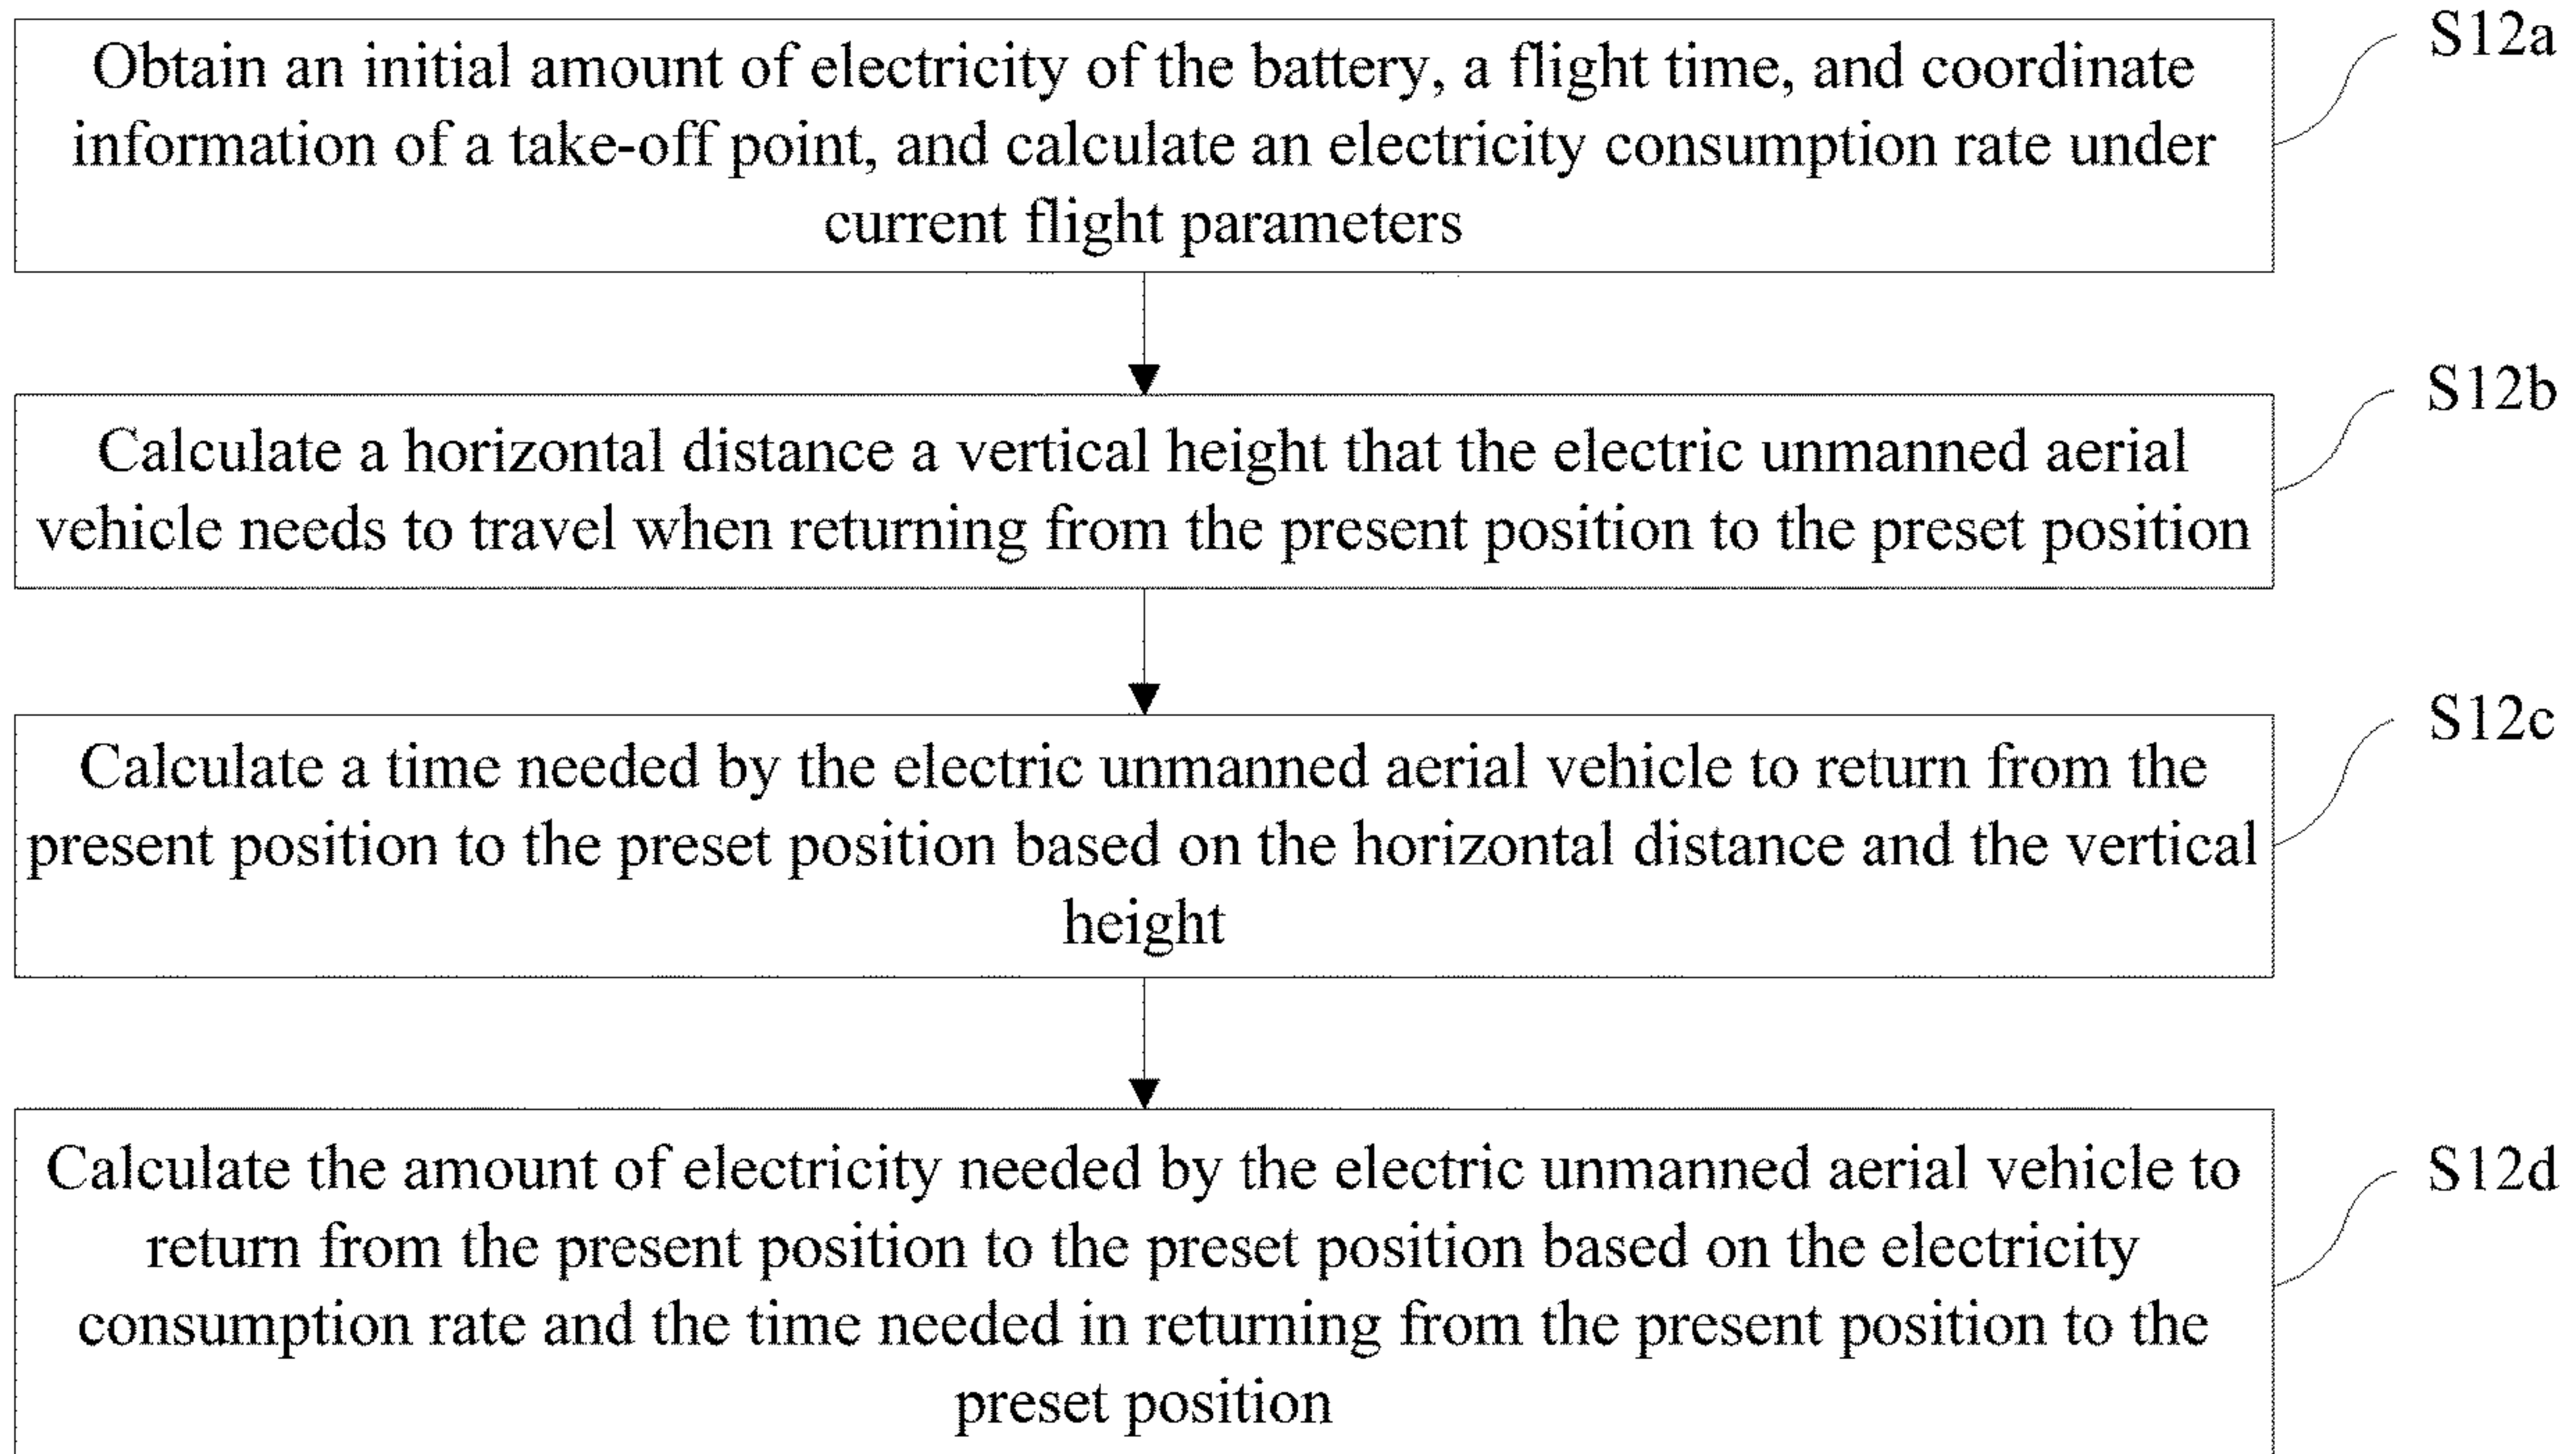 Obtain an initial amount of electricity of the battery, a flight time, and coordinate
information of a take-off point, and calculate an electricity consumption rate under
current flight parameters
S12a
Calculate a horizontal distance a vertical height that the electric unmanned aerial
vehicle needs to travel when returning from the present position to the preset position
S12b
Calculate a time needed by the electric unmanned aerial vehicle to return from the
present position to the preset position based on the horizontal distance and the vertical
height
S12c
Calculate the amount of electricity needed by the electric unmanned aerial vehicle to
return from the present position to the preset position based on the electricity
consumption rate and the time needed in returning from the present position to the
preset position
S12d